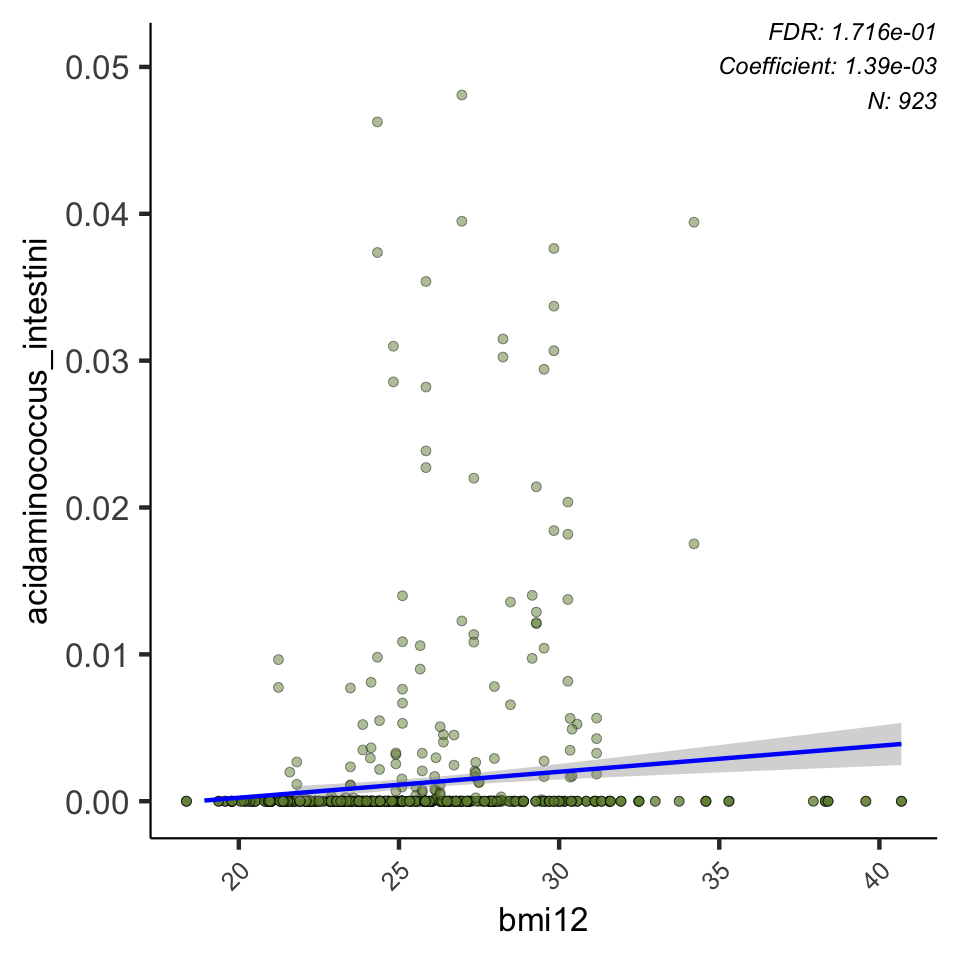 FDR: 1.716e-01
Coefficient: 1.39e-03
N: 923
0.05
0.04
0.03
0.02
0.01
0.00
acidaminococcus_intestini
20
25
30
35
40
bmi12